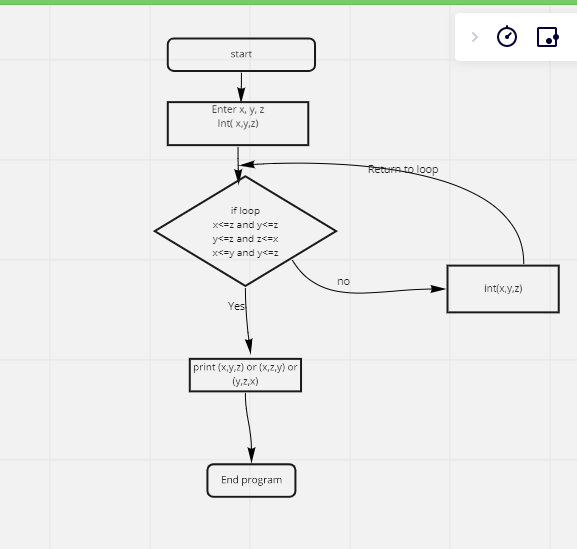 start
Enter x, y, z
Int( x,y,z)
Return to loop
if loop
x<=z and y<=z
y<=z and z<=x
x<=y and y<=z
no
Int(x,y,z)
Yes
print (x,y,z) or (x,z,y) or
(y,z,x)
End program